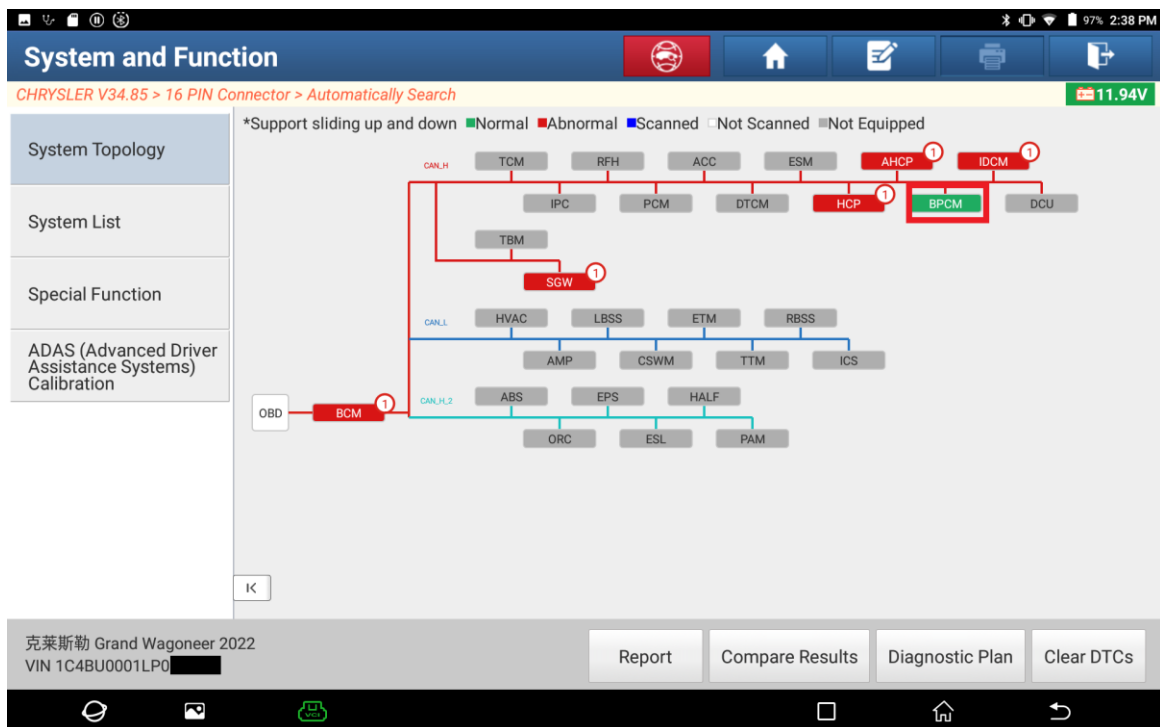 97% 2:38 PM
System and Function
CHRYSLER V34.85 > 16 PIN Connector > Automatically Search
11.94V
System Topology
System List
Special Function
ADAS (Advanced Driver
Assistance Systems)
Calibration
*Support sliding up and down Normal Abnormal Scanned Not Scanned Not Equipped
CAN_H
TCM RFH ACC ESM AHCP 1 IDCM 1
IPC PCM DTCM HCP 1 BPCM DCU
TBM
SGW 1
CAN_L
HVAC LBSS ETM RBSS
AMP CSWM TTM ICS
OBD BCM 1
CAN_H_2
ABS EPS HALF
ORC ESL PAM
克莱斯勒 Grand Wagoneer 2022
VIN 1C4BU0001LP0
Report Compare Results Diagnostic Plan Clear DTCs
VCI